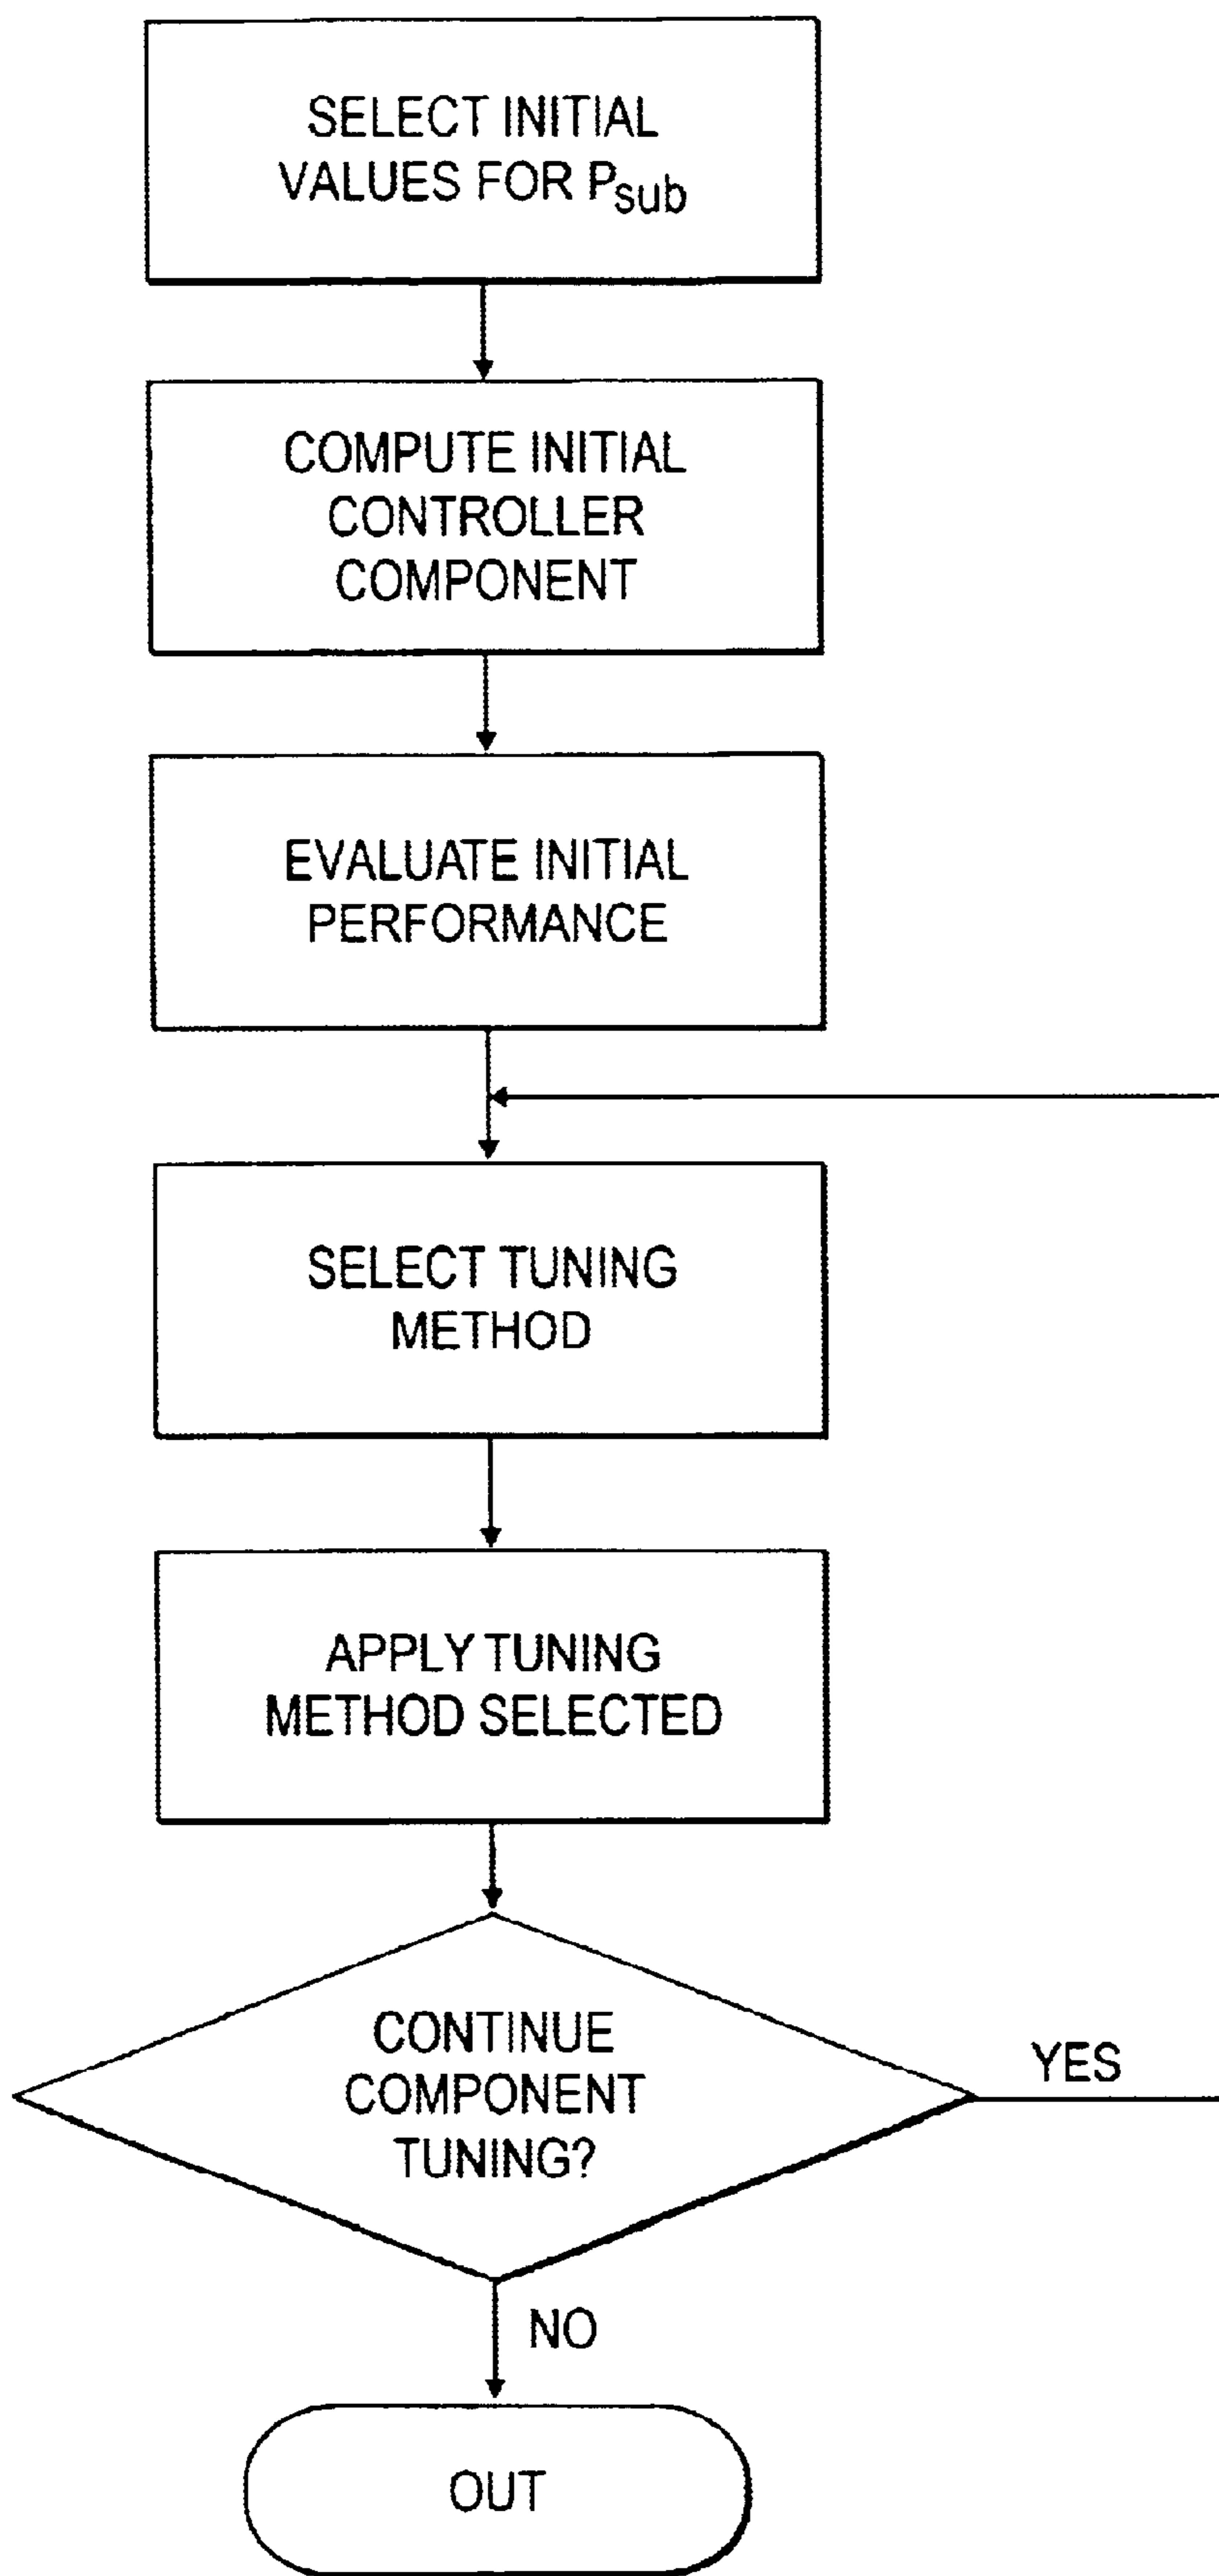 SELECT INITIAL
VALUES FOR Psub
COMPUTE INITIAL
CONTROLLER
COMPONENT
EVALUATE INITIAL
PERFORMANCE
SELECT TUNING
METHOD
APPLY TUNING
METHOD SELECTED
CONTINUE
COMPONENT
TUNING?
YES
NO
OUT